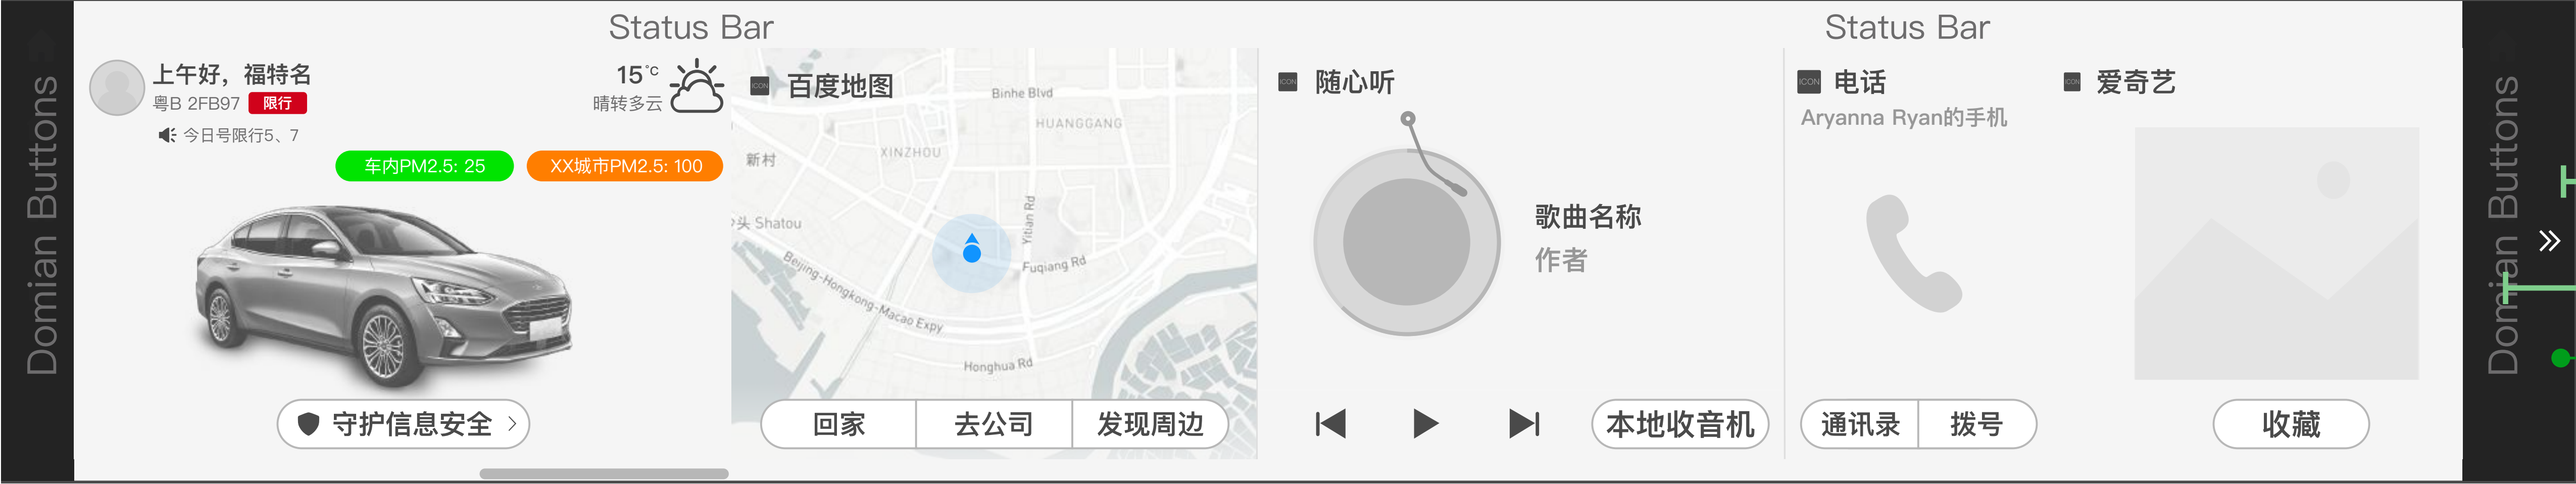 Status Bar
Status Bar
Domian Buttons
上午好，福特名
粤B 2FB97 限行
今日号限行5、7
15°C
晴转多云
车内PM2.5: 25
XX城市PM2.5: 100
守护信息安全
ICON 百度地图
Binhe Blvd
HUANGGANG
XINZHOU
新村
头 Shatou
Yitian Rd
Fuqiang Rd
Beijing-Hongkong-Macao Expy
Honghua Rd
回家
去公司
发现周边
ICON 随心听
歌曲名称
作者
本地收音机
ICON 电话
Aryanna Ryan的手机
通讯录
拨号
ICON 爱奇艺
收藏
Domian Buttons